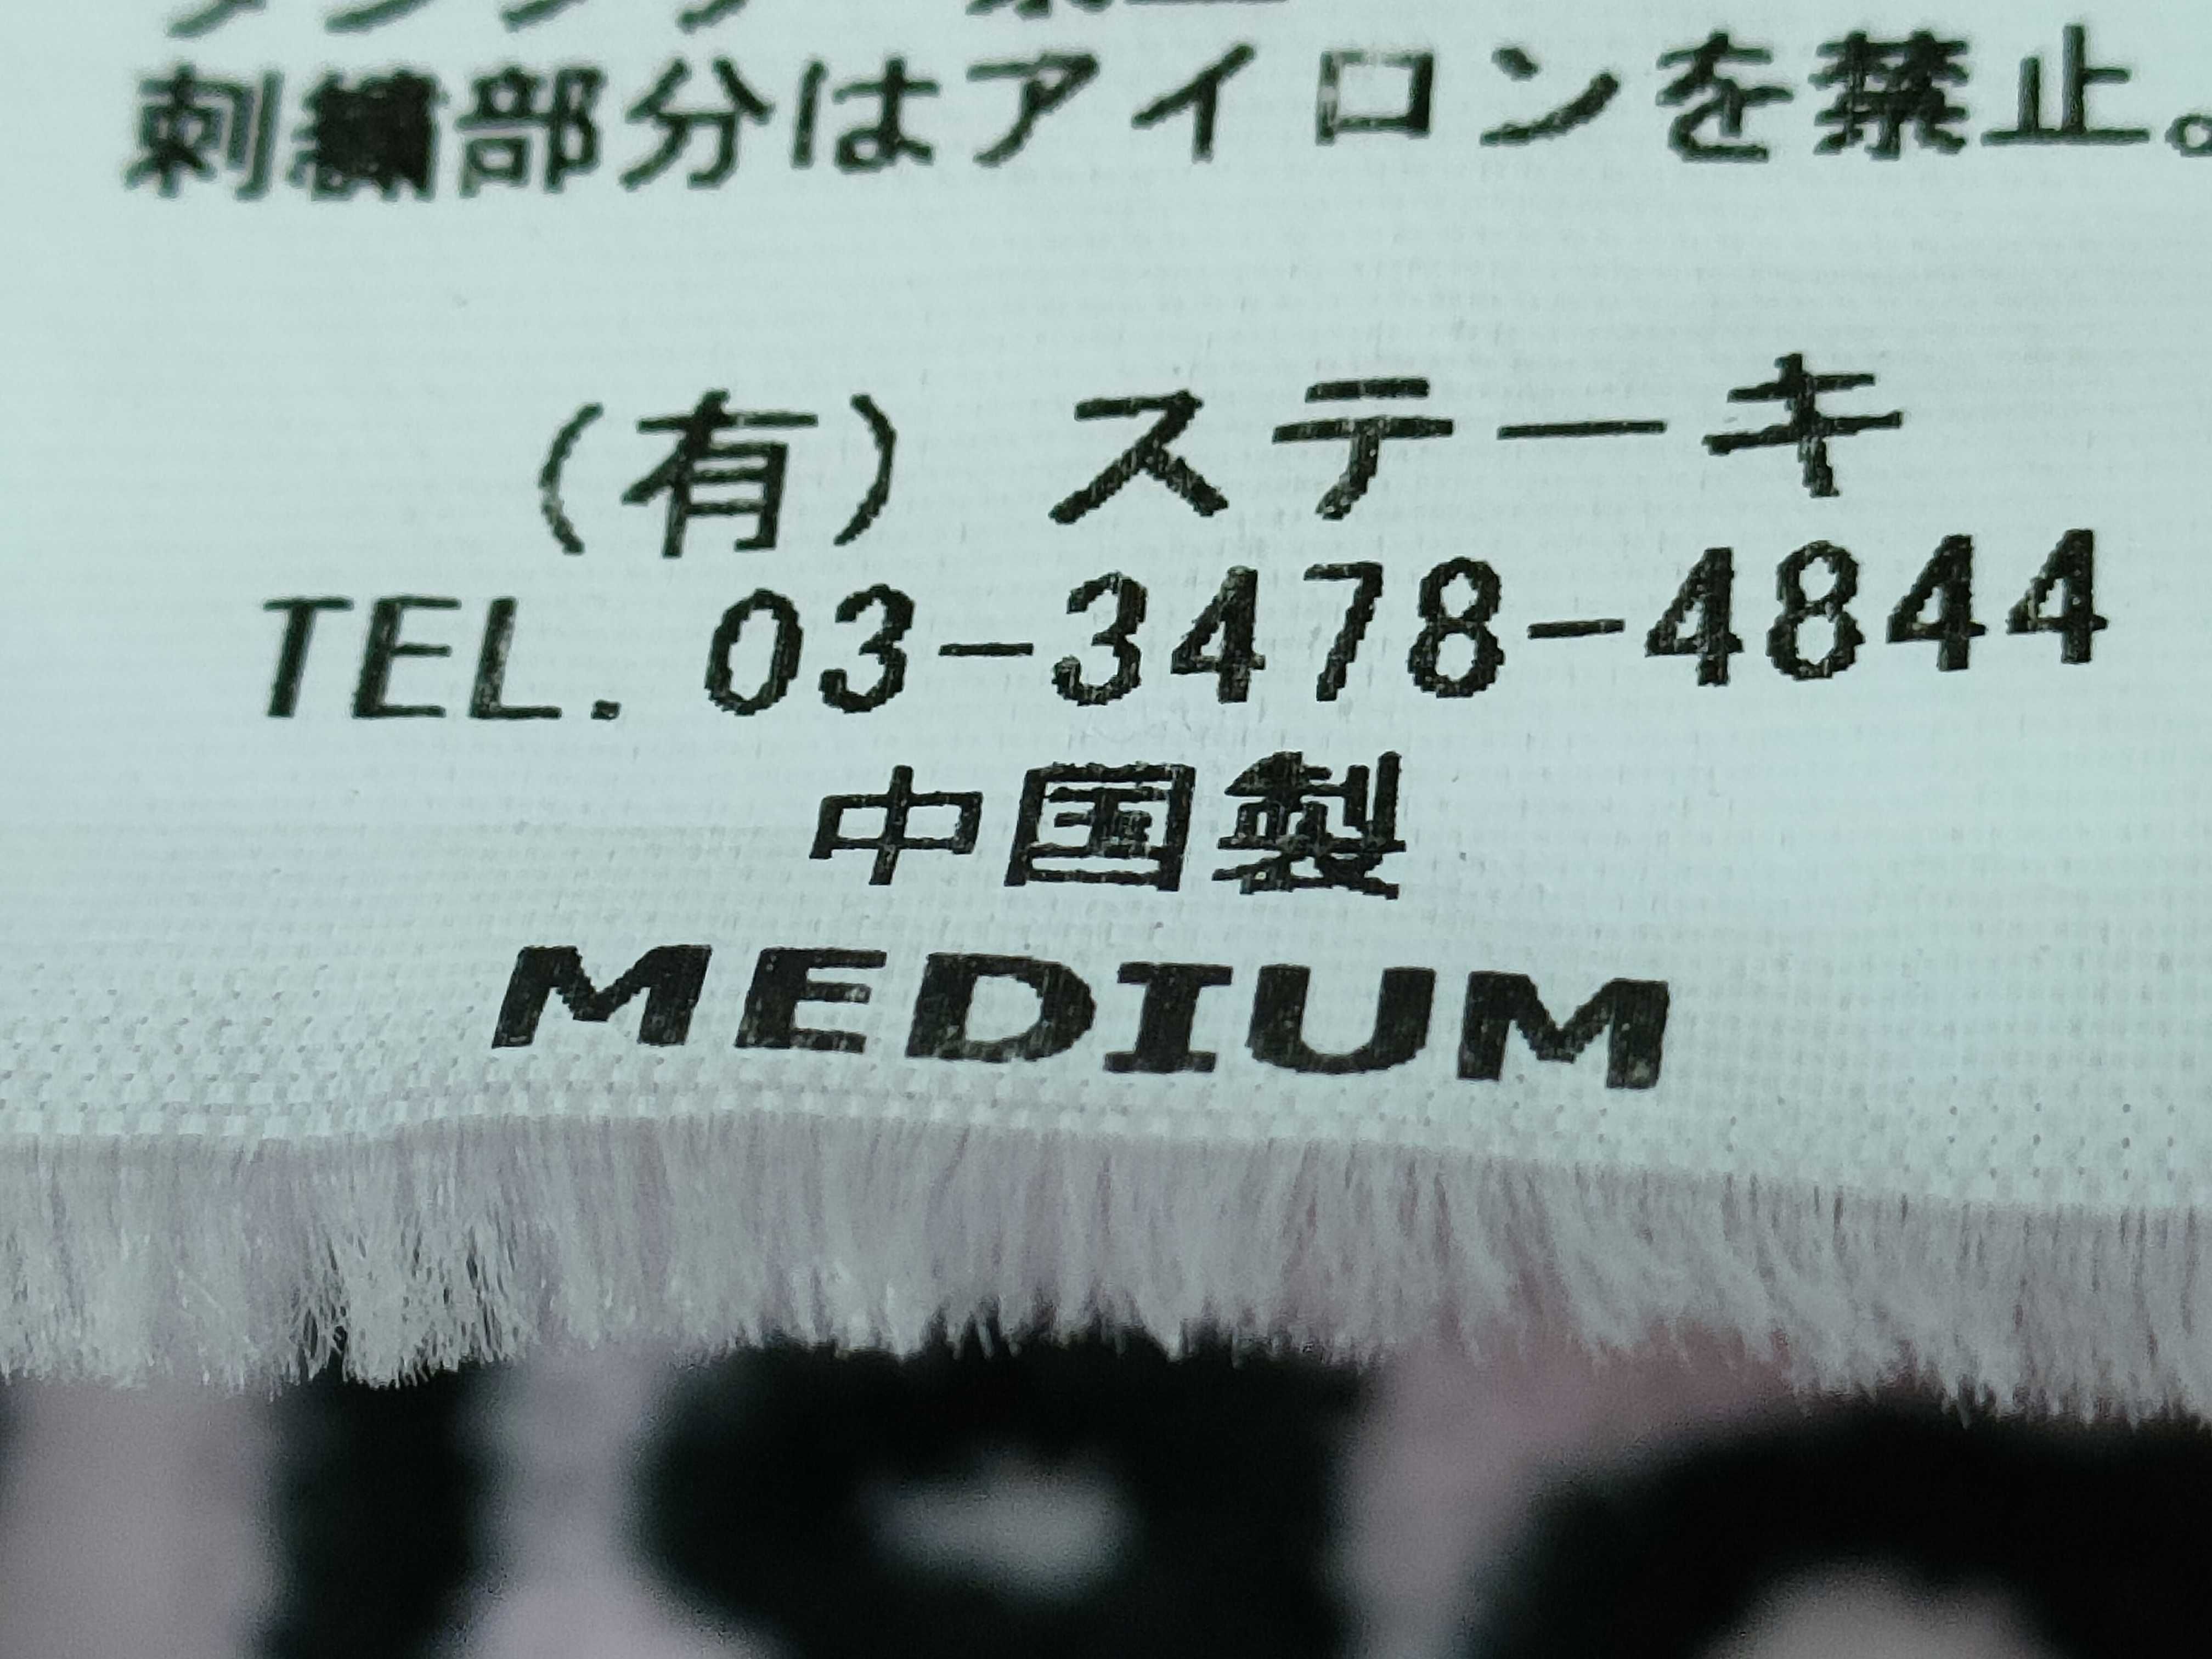 刺繍部分はアイロンを禁止。
(有) ステーキ
TEL. 03-3478-4844
中国製
MEDIUM